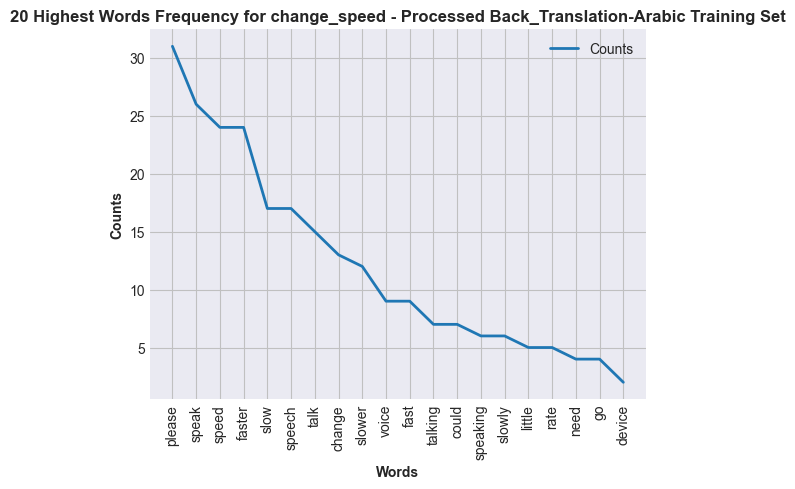 20 Highest Words Frequency for change_speed - Processed Back_Translation-Arabic Training Set
Counts
30
25
20
15
10
5
Counts
please
speak
speed
faster
slow
speech
talk
change
slower
voice
fast
talking
could
speaking
slowly
little
rate
need
go
device
Words